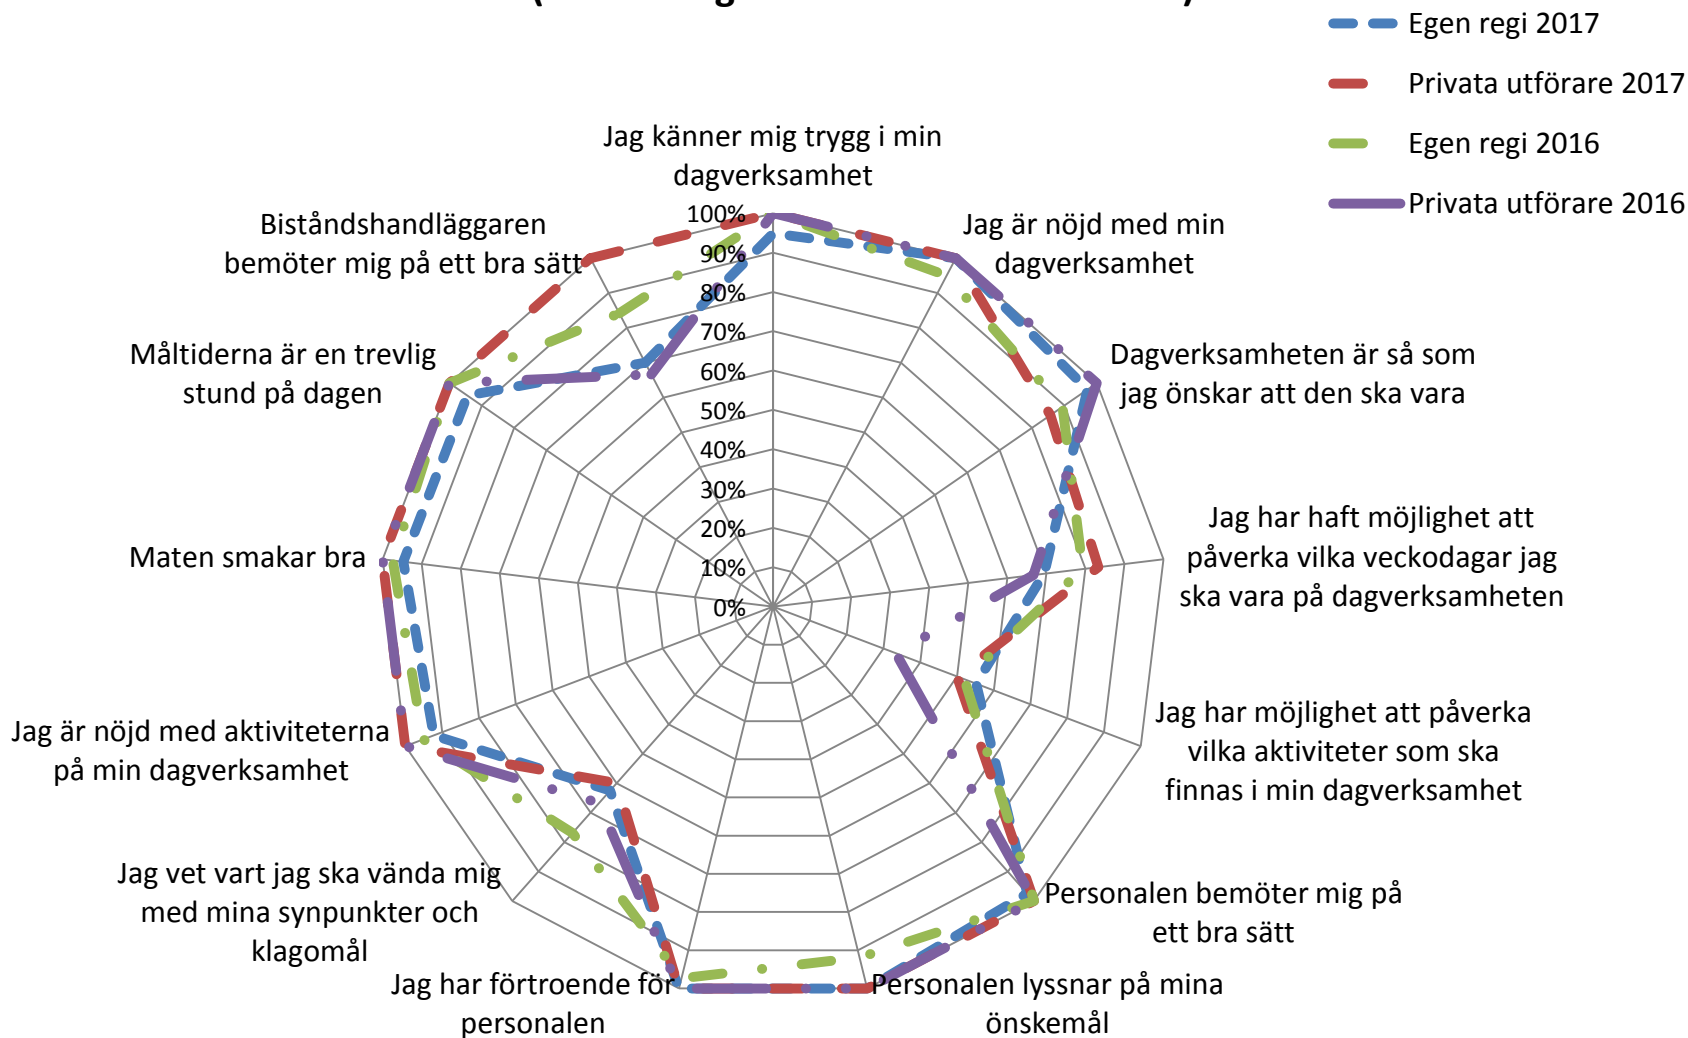 Egen regi 2017
Privata utförare 2017
Egen regi 2016
Privata utförare 2016
Jag känner mig trygg i min
dagverksamhet
Jag är nöjd med min
dagverksamhet
Dagverksamheten är så som
jag önskar att den ska vara
Jag har haft möjlighet att
påverka vilka veckodagar jag
ska vara på dagverksamheten
Jag har möjlighet att påverka
vilka aktiviteter som ska
finnas i min dagverksamhet
Personalen bemöter mig på
ett bra sätt
Personalen lyssnar på mina
önskemål
Jag har förtroende för
personalen
Jag vet vart jag ska vända mig
med mina synpunkter och
klagomål
Jag är nöjd med aktiviteterna
på min dagverksamhet
Maten smakar bra
Måltiderna är en trevlig
stund på dagen
Biståndshandläggaren
bemöter mig på ett bra sätt
100%
90%
80%
70%
60%
50%
40%
30%
20%
10%
0%